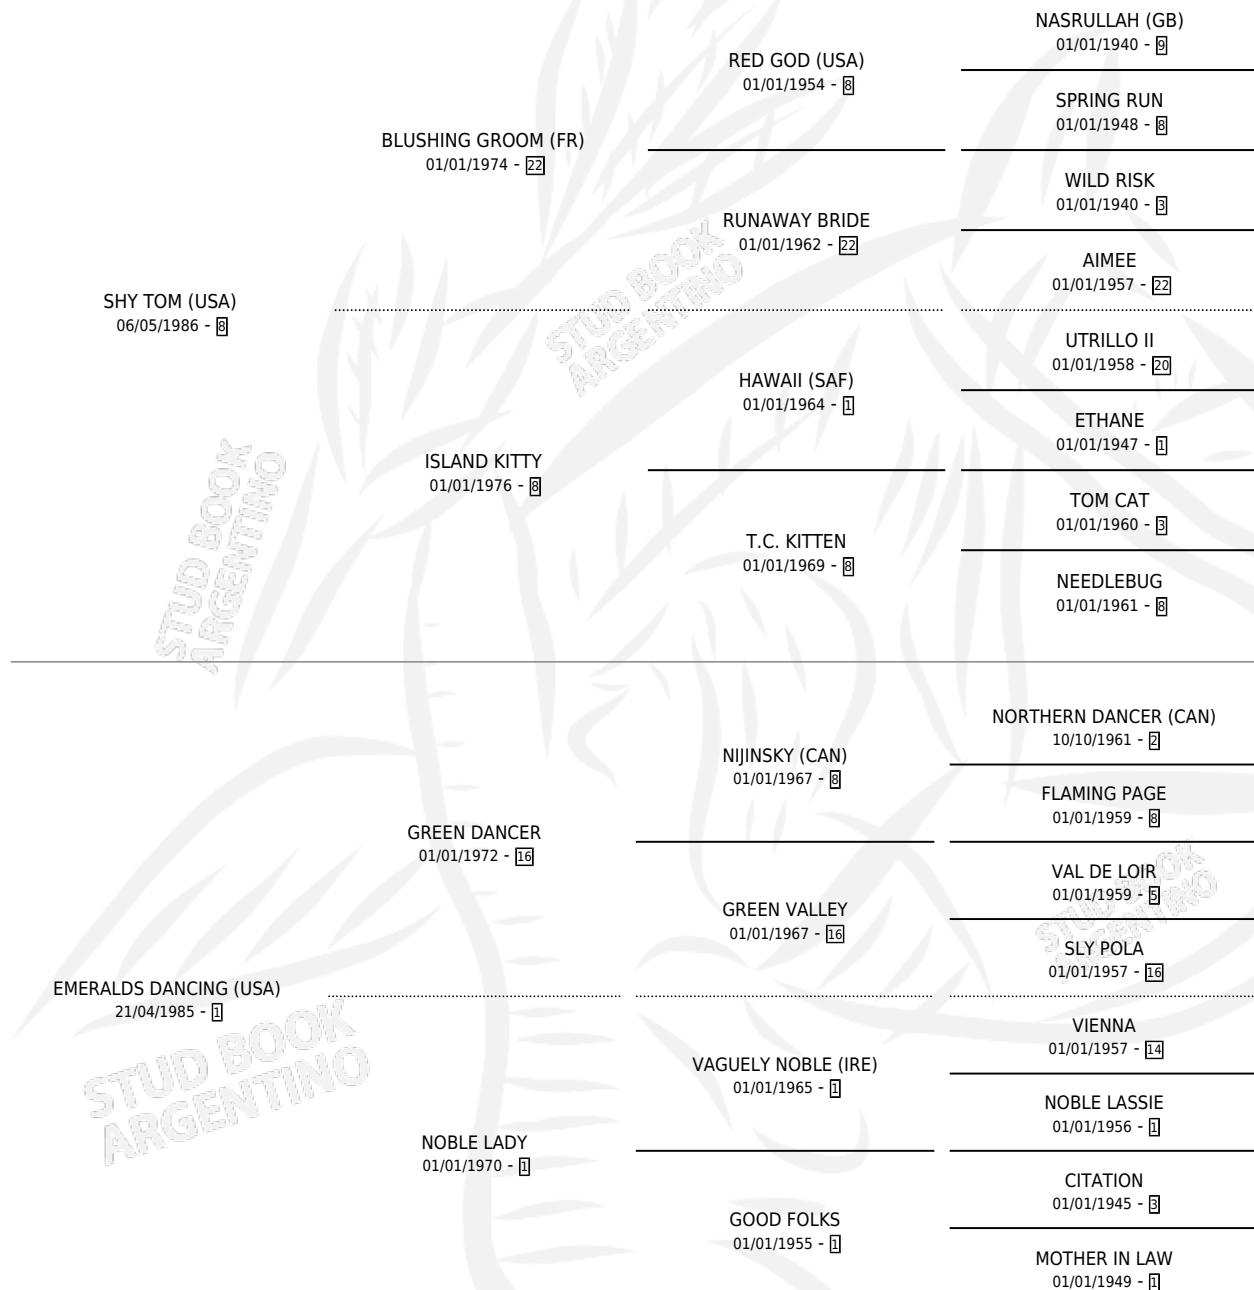 NASRULLAH (GB)
01/01/1940 - 9
RED GOD (USA)
01/01/1954 - 8
SPRING RUN
01/01/1948 - 8
BLUSHING GROOM (FR)
01/01/1974 - 22
WILD RISK
01/01/1940 - 3
RUNAWAY BRIDE
01/01/1962 - 22
AIMEE
01/01/1957 - 22
SHY TOM (USA)
06/05/1986 - 8
STUD BOOK
ARGENTINO
UTRILLO II
01/01/1958 - 20
HAWAII (SAF)
01/01/1964 - 1
ETHANE
01/01/1947 - 1
ISLAND KITTY
01/01/1976 - 8
TOM CAT
01/01/1960 - 3
T.C. KITTEN
01/01/1969 - 8
NEEDLEBUG
01/01/1961 - 8
STUD BOOK
ARGENTINO
NORTHERN DANCER (CAN)
10/10/1961 - 2
NIJINSKY (CAN)
01/01/1967 - 8
FLAMING PAGE
01/01/1959 - 8
GREEN DANCER
01/01/1972 - 16
VAL DE LOIR
01/01/1959 - 5
GREEN VALLEY
01/01/1967 - 16
STUD BOOK
ARGENTINO
SLY POLA
01/01/1957 - 16
EMERALDS DANCING (USA)
21/04/1985 - 1
STUD BOOK
ARGENTINO
VIENNA
01/01/1957 - 14
VAGUELY NOBLE (IRE)
01/01/1965 - 1
NOBLE LASSIE
01/01/1956 - 1
NOBLE LADY
01/01/1970 - 1
CITATION
01/01/1945 - 3
GOOD FOLKS
01/01/1955 - 1
MOTHER IN LAW
01/01/1949 - 1